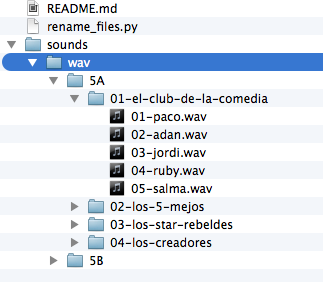 README.md
rename_files.py
sounds
wav
5A
01-el-club-de-la-comedia
01-paco.wav
02-adan.wav
03-jordi.wav
04-ruby.wav
05-salma.wav
02-los-5-mejos
03-los-star-rebeldes
04-los-creadores
5B